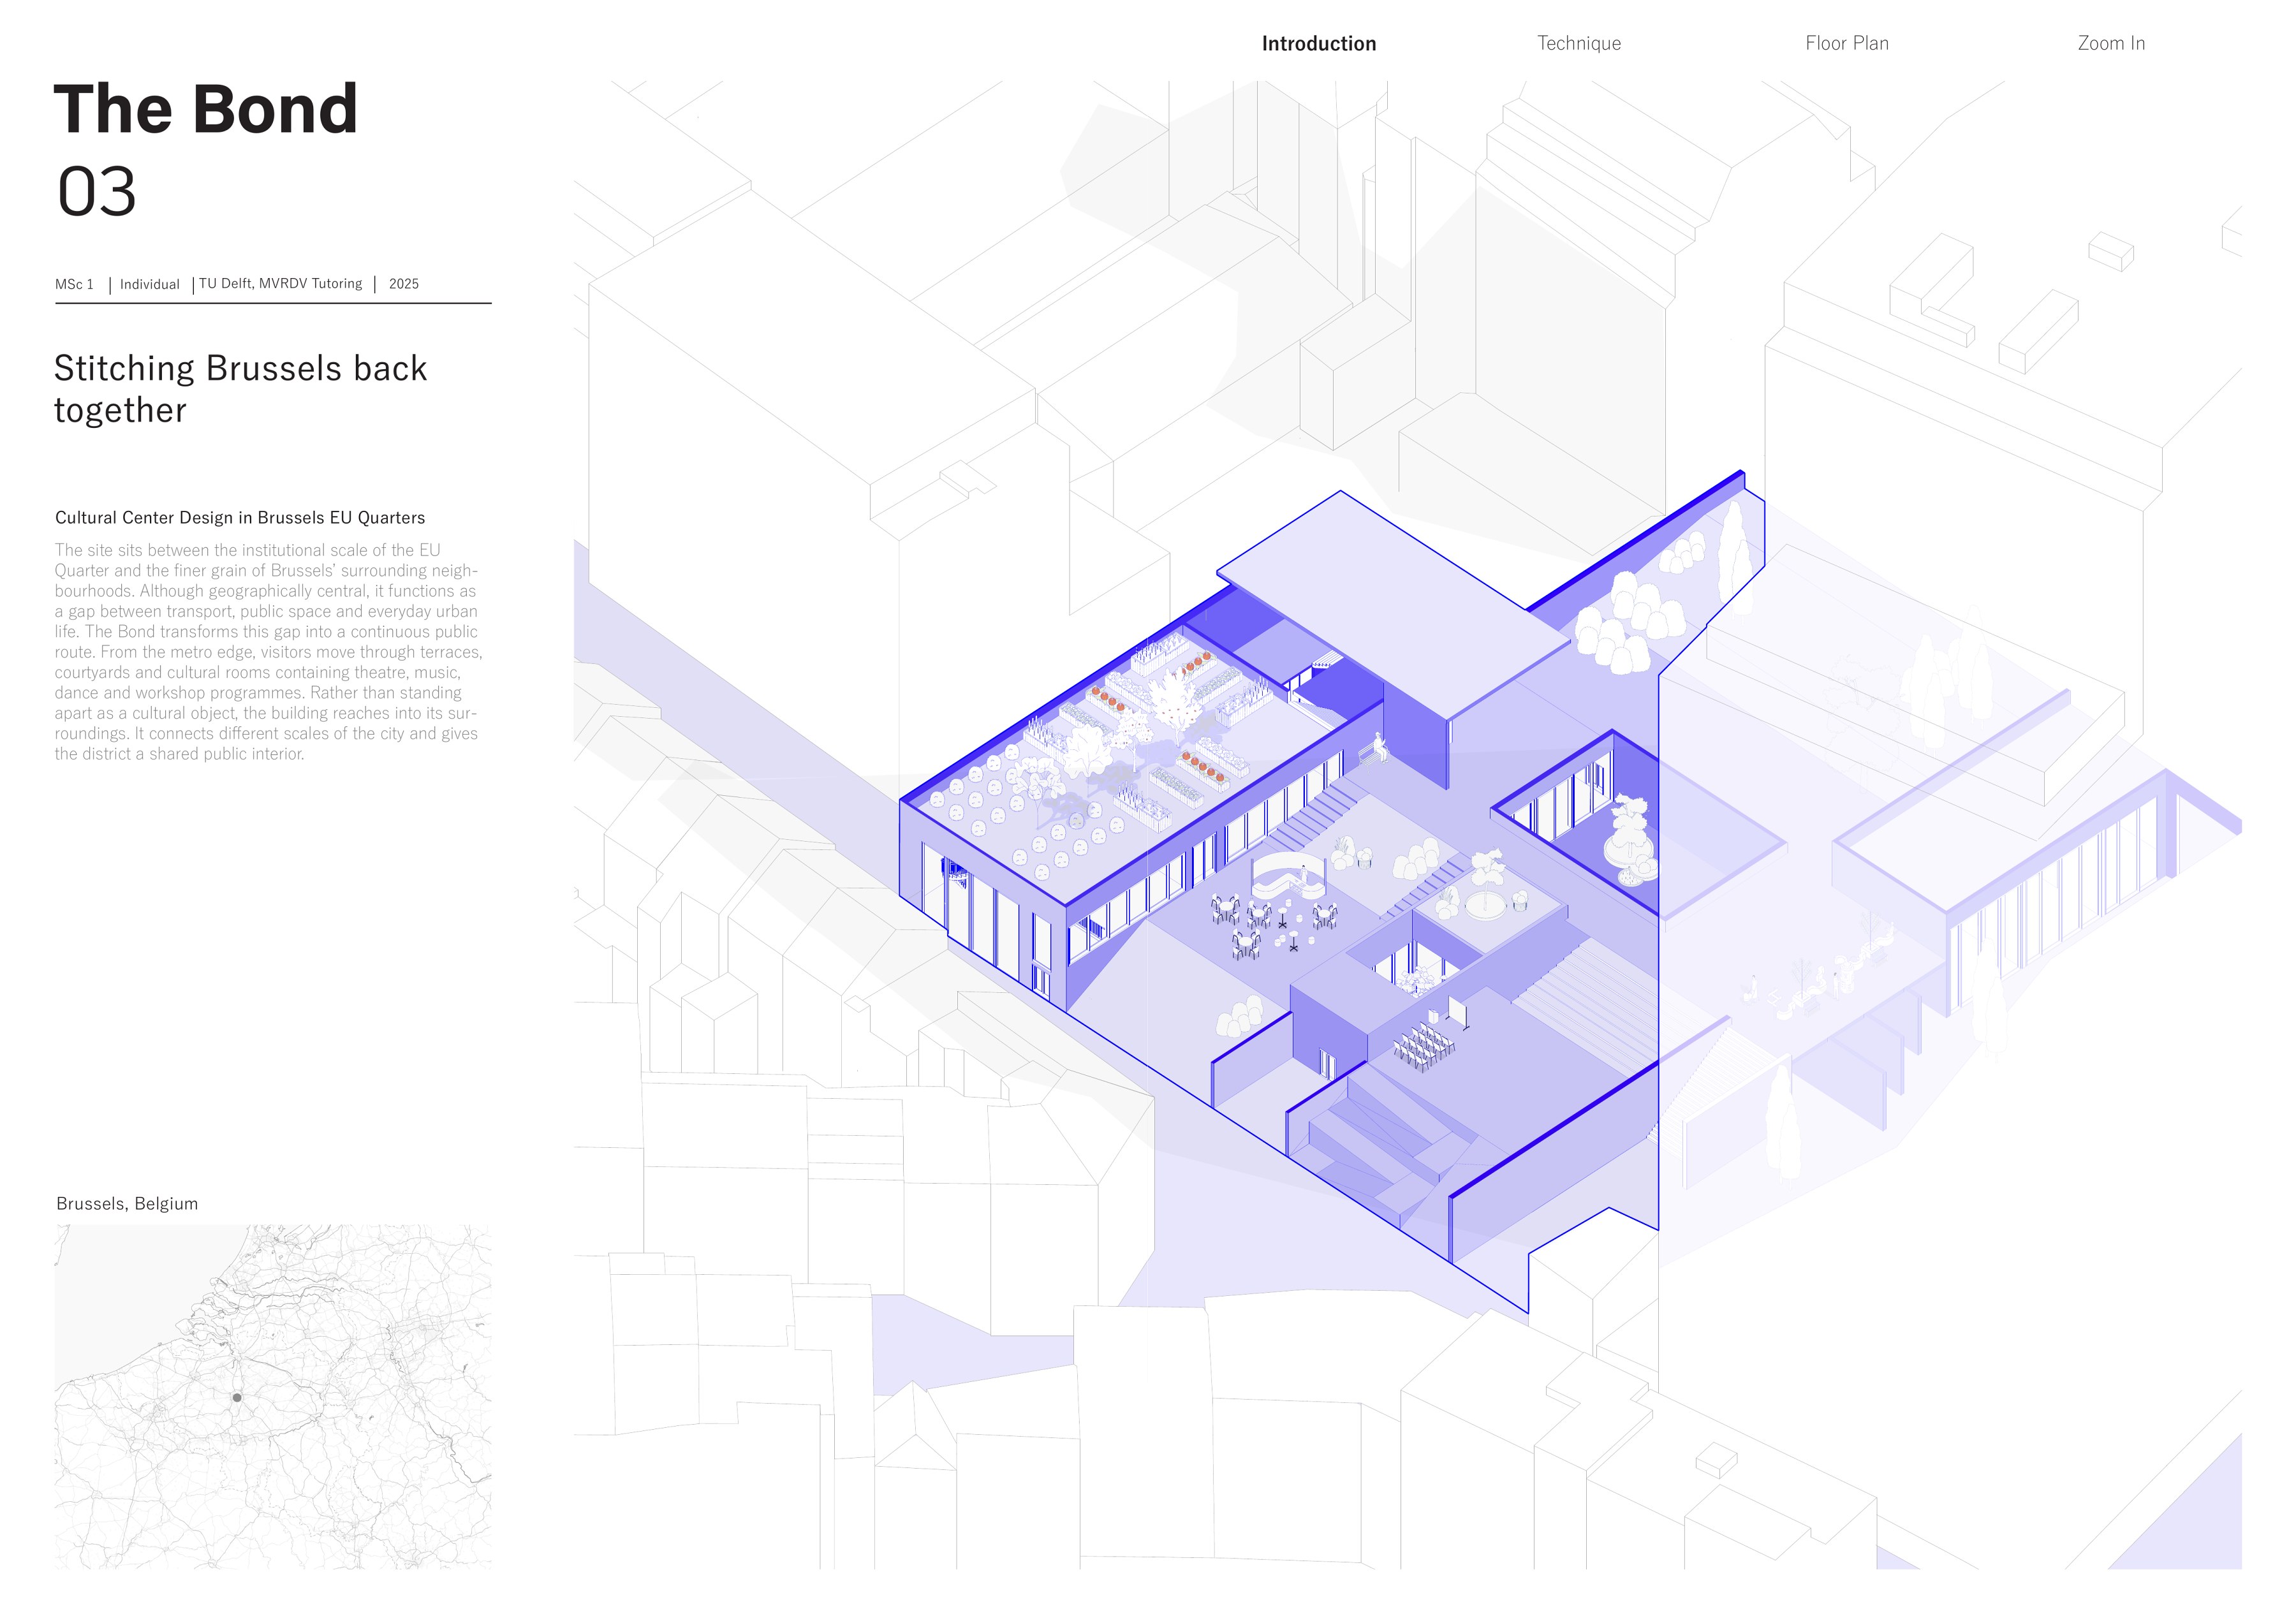 Introduction Technique Floor Plan Zoom In
The Bond
03
MSc 1 | Individual | TU Delft, MVRDV Tutoring | 2025
Stitching Brussels back
together
Cultural Center Design in Brussels EU Quarters
The site sits between the institutional scale of the EU
Quarter and the finer grain of Brussels’ surrounding neigh-
bourhoods. Although geographically central, it functions as
a gap between transport, public space and everyday urban
life. The Bond transforms this gap into a continuous public
route. From the metro edge, visitors move through terraces,
courtyards and cultural rooms containing theatre, music,
dance and workshop programmes. Rather than standing
apart as a cultural object, the building reaches into its sur-
roundings. It connects different scales of the city and gives
the district a shared public interior.
Brussels, Belgium